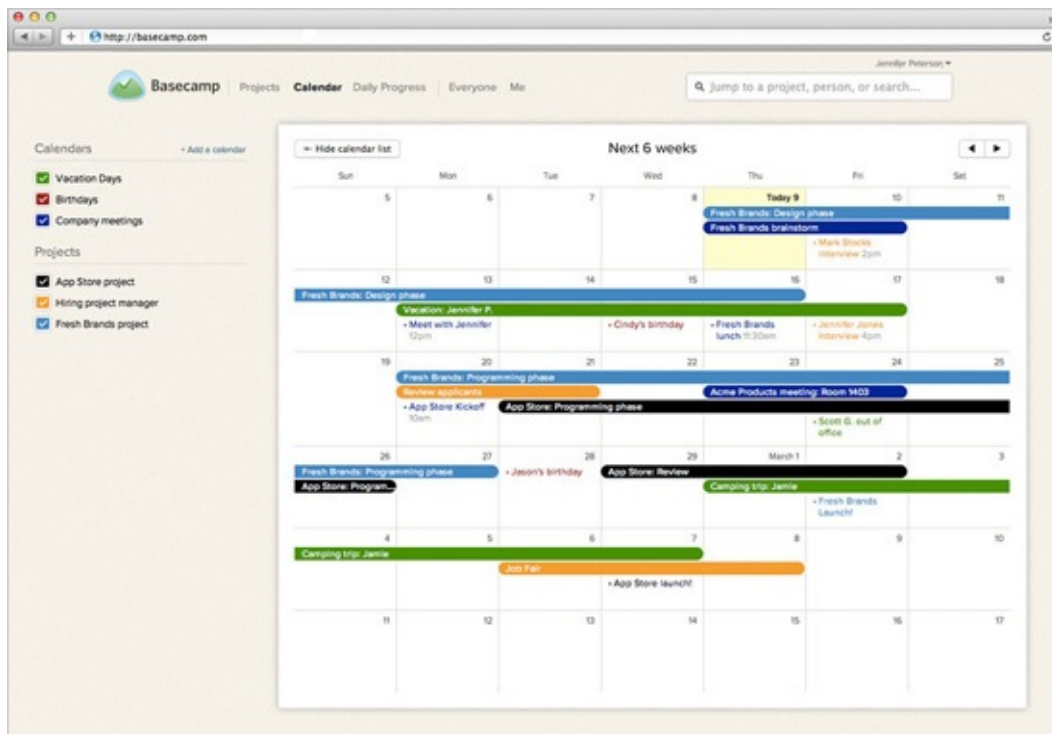 http://basecamp.com
Jennifer Peterson
Basecamp Projects Calendar Daily Progress Everyone Me
Jump to a project, person, or search...
Calendars + Add a calendar
Vacation Days
Birthdays
Company meetings
Projects
App Store project
Hiring project manager
Fresh Brands project
Hide calendar list Next 6 weeks
Sun Mon Tue Wed Thu Fri Sat
5 6 7 8 Today 9 10 11
Fresh Brands: Design phase
Fresh Brands brainstorm
• Mark Stocks
Interview 2pm
12 13 14 15 16 17 18
Fresh Brands: Design phase
Vacation: Jennifer P.
• Meet with Jennifer
12pm
• Cindy's birthday
• Fresh Brands
lunch 11:30am
• Jennifer Jones
Interview 4pm
19 20 21 22 23 24 25
Fresh Brands: Programming phase
Review applicants
Acme Products meeting: Room 1403
• App Store Kickoff
10am
App Store: Programming phase
• Scott G. out of
office
26 27 28 29 March 1 2 3
Fresh Brands: Programming phase
• Jason's birthday
App Store: Review
App Store: Program...
Camping trip: Jamie
• Fresh Brands
Launch!
4 5 6 7 8 9 10
Camping trip: Jamie
Job Fair
• App Store launch!
11 12 13 14 15 16 17